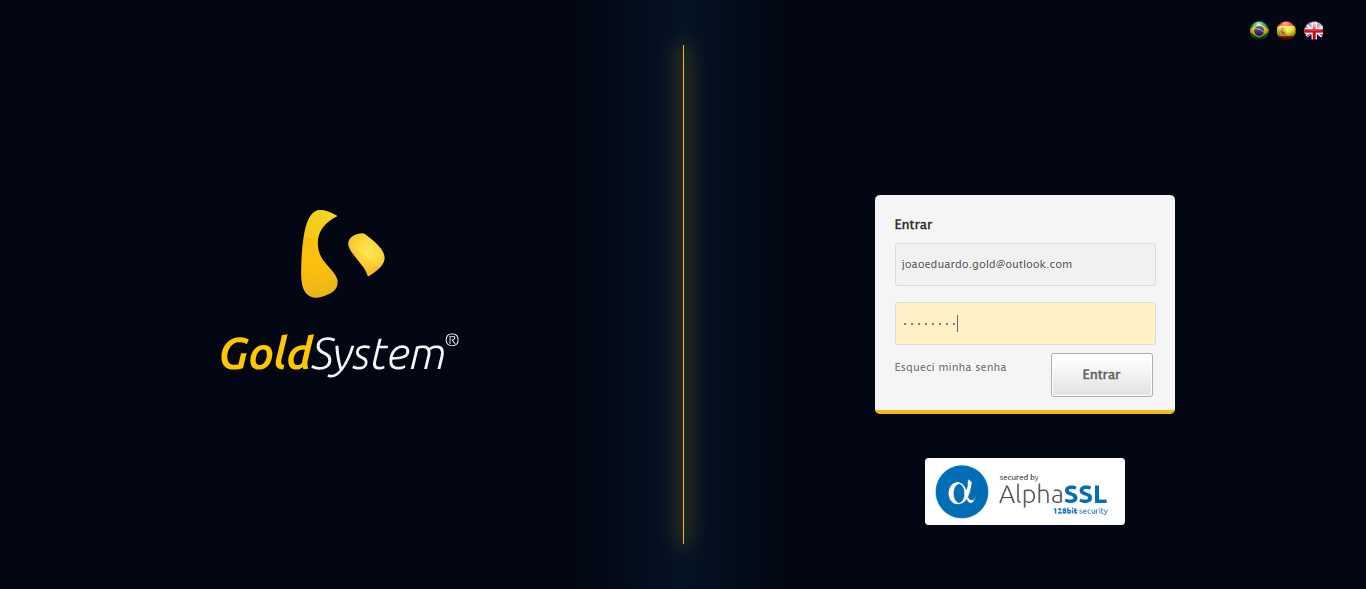 GoldSystem®
Entrar
joaoeduardo.gold@outlook.com
Esqueci minha senha
Entrar
α
secured by
AlphaSSL
128bit security